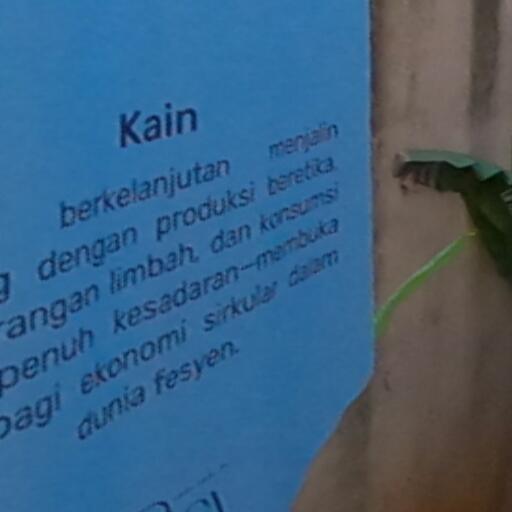 Kain
berkelanjutan menjalin
g dengan produksi beretika,
rangan limbah, dan konsumsi
penuh kesadaran—membuka
bagi ekonomi sirkular dalam
dunia fesyen.